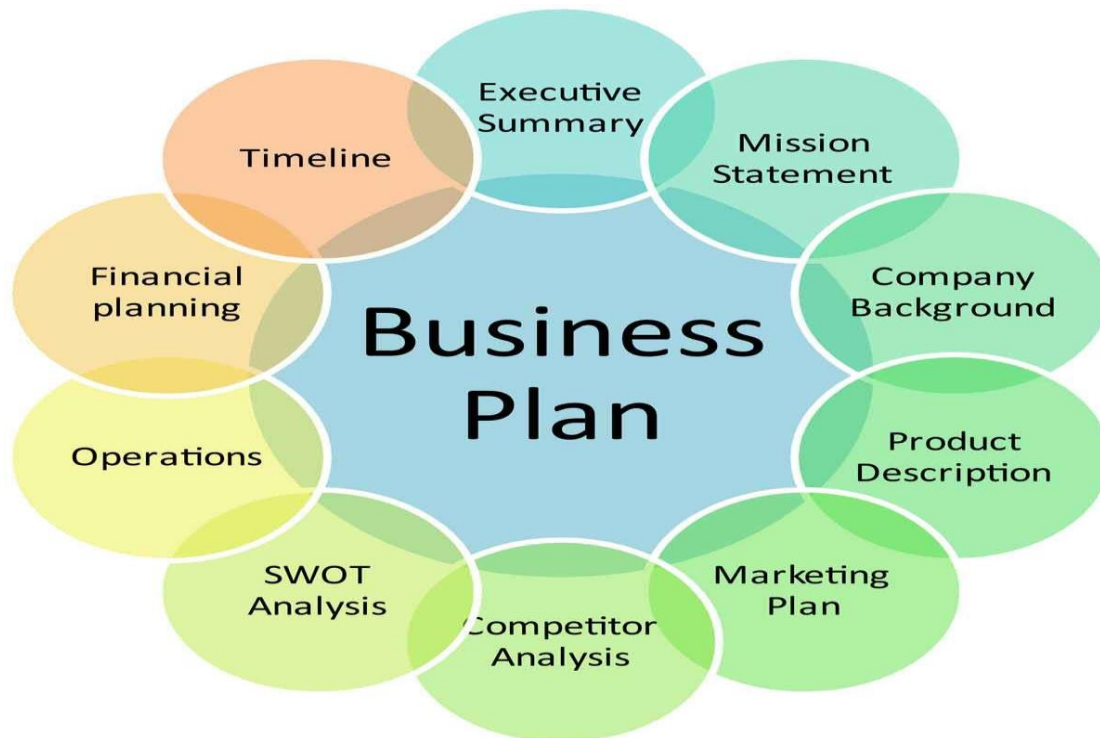 Executive
Summary
Mission
Statement
Company
Background
Product
Description
Marketing
Plan
Competitor
Analysis
SWOT
Analysis
Operations
Financial
planning
Timeline
Business
Plan